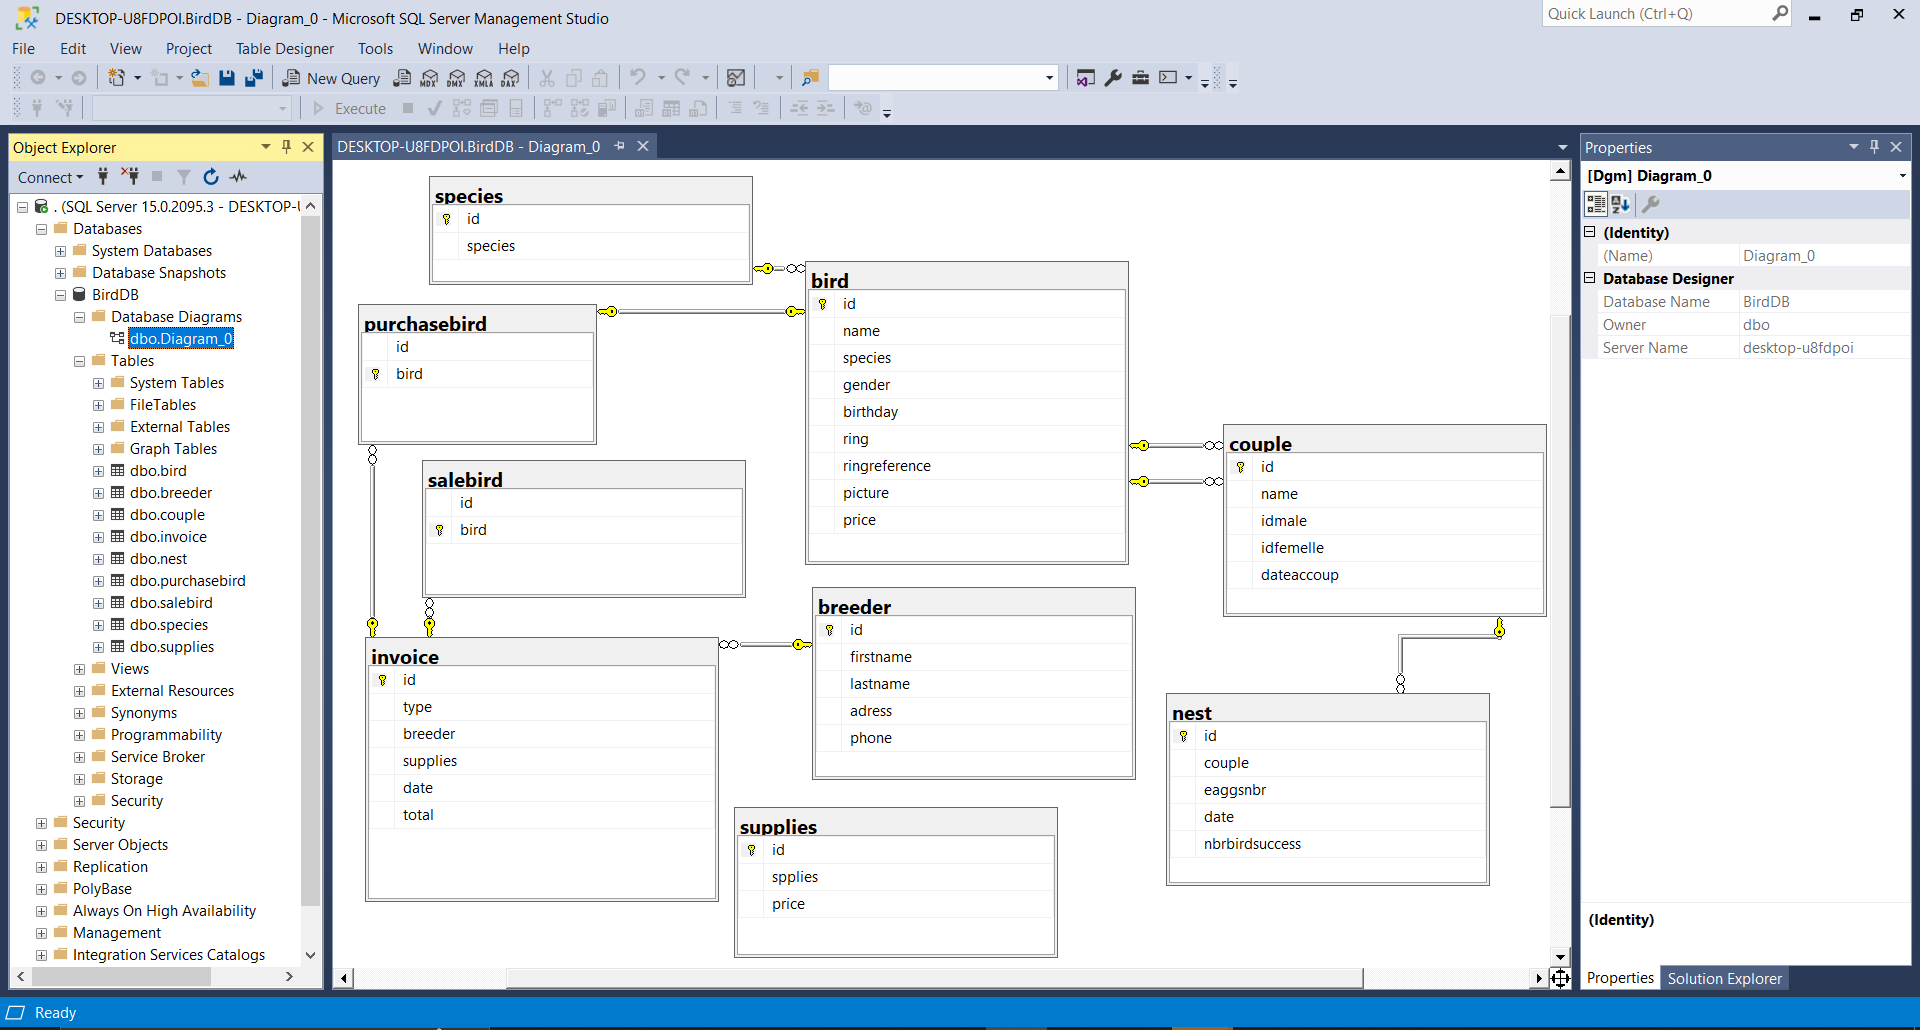 DESKTOP-U8FDPOI.BirdDB - Diagram_0 - Microsoft SQL Server Management Studio
Quick Launch (Ctrl+Q)
File Edit View Project Table Designer Tools Window Help
New Query MDX DMX XMLA DAX
Execute
Object Explorer
Connect
. (SQL Server 15.0.2095.3 - DESKTOP-U
Databases
System Databases
Database Snapshots
BirdDB
Database Diagrams
dbo.Diagram_0
Tables
System Tables
FileTables
External Tables
Graph Tables
dbo.bird
dbo.breeder
dbo.couple
dbo.invoice
dbo.nest
dbo.purchasebird
dbo.salebird
dbo.species
dbo.supplies
Views
External Resources
Synonyms
Programmability
Service Broker
Storage
Security
Security
Server Objects
Replication
PolyBase
Always On High Availability
Management
Integration Services Catalogs
DESKTOP-U8FDPOI.BirdDB - Diagram_0
species
id
species
purchasebird
id
bird
salebird
id
bird
invoice
id
type
breeder
supplies
date
total
bird
id
name
species
gender
birthday
ring
ringreference
picture
price
breeder
id
firstname
lastname
adress
phone
supplies
id
spplies
price
couple
id
name
idmale
idfemelle
dateaccoup
nest
id
couple
eaggsnbr
date
nbrbirdsuccess
Properties
[Dgm] Diagram_0
(Identity)
(Name) Diagram_0
Database Designer
Database Name BirdDB
Owner dbo
Server Name desktop-u8fdpoi
(Identity)
Properties Solution Explorer
Ready